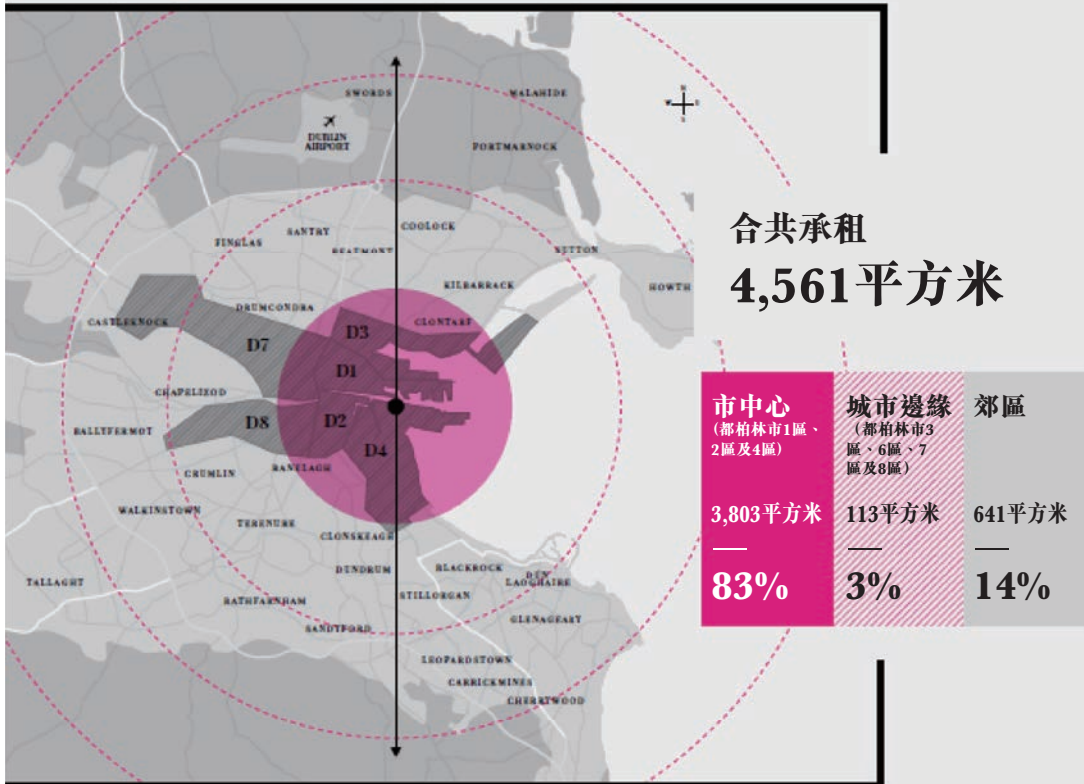 SWORDS
MALAHIDE
N
W E
S
DUBLIN
AIRPORT
PORTMARNOCK
FINGLAS
SANTRY
COOLOCK
BEAUMONT
SUTTON
KILBARRACK
HOWTH
DRUMCONDRA
CASTLEKNOCK
CLONTARF
D3
D7
D1
CHAPELIZOD
D8
D2
BALLYFERMOT
D4
CRUMLIN
RANELAGH
WALKINSTOWN
TERENURE
CLONSKEAGH
TALLAGHT
DUNDRUM
BLACKROCK
DUN
LAOGHAIRE
STILLORGAN
RATHFARNHAM
GLENAGEARY
SANDYFORD
LEOPARDSTOWN
CARRICKMINES
CHERRYWOOD
合共承租
4,561平方米
市中心
(都柏林市1區、
2區及4區)
3,803平方米
83%
城市邊緣
(都柏林市3
區、6區、7
區及8區)
113平方米
3%
郊區
641平方米
14%